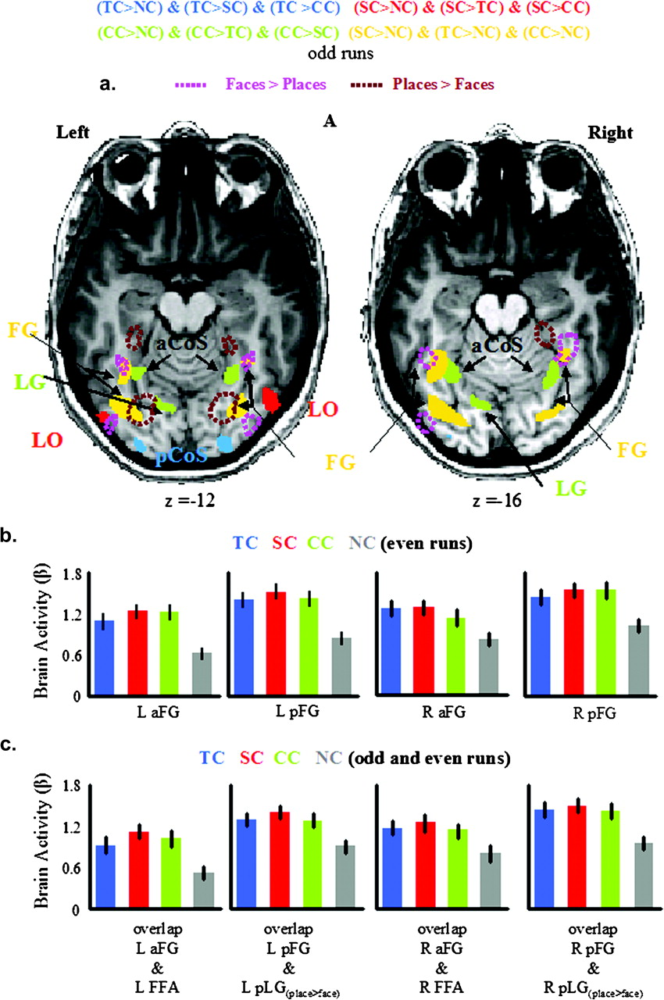 (TC>NC) & (TC>SC) & (TC >CC) (SC>NC) & (SC>TC) & (SC>CC)
(CC>NC) & (CC>TC) & (CC>SC) (SC>NC) & (TC>NC) & (CC>NC)
odd runs
a. Faces > Places Places > Faces
Left A Right
aCoS aCoS
FG
LG
LO LO
pCoS
FG FG
LG
z =-12 z =-16
b.
TC SC CC NC (even runs)
Brain Activity (β)
1.8
1.2
0.6
0
L aFG L pFG R aFG R pFG
c.
TC SC CC NC (odd and even runs)
Brain Activity (β)
1.8
1.2
0.6
0
overlap overlap overlap overlap
L aFG L pFG R aFG R pFG
& & & &
L FFA L pLG(place>face) R FFA R pLG(place>face)